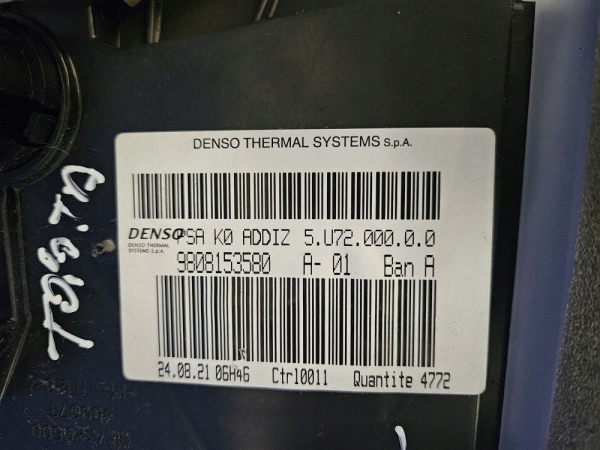 DENSO THERMAL SYSTEMS S.p.A.
DENSO PSA K0 ADDIZ 5.U72.000.0.0
DENSO THERMAL
SYSTEMS S.p.A.
9808153580 A- 01 Ban A
24.08.21 06H46 Ctrl0011 Quantite 4772